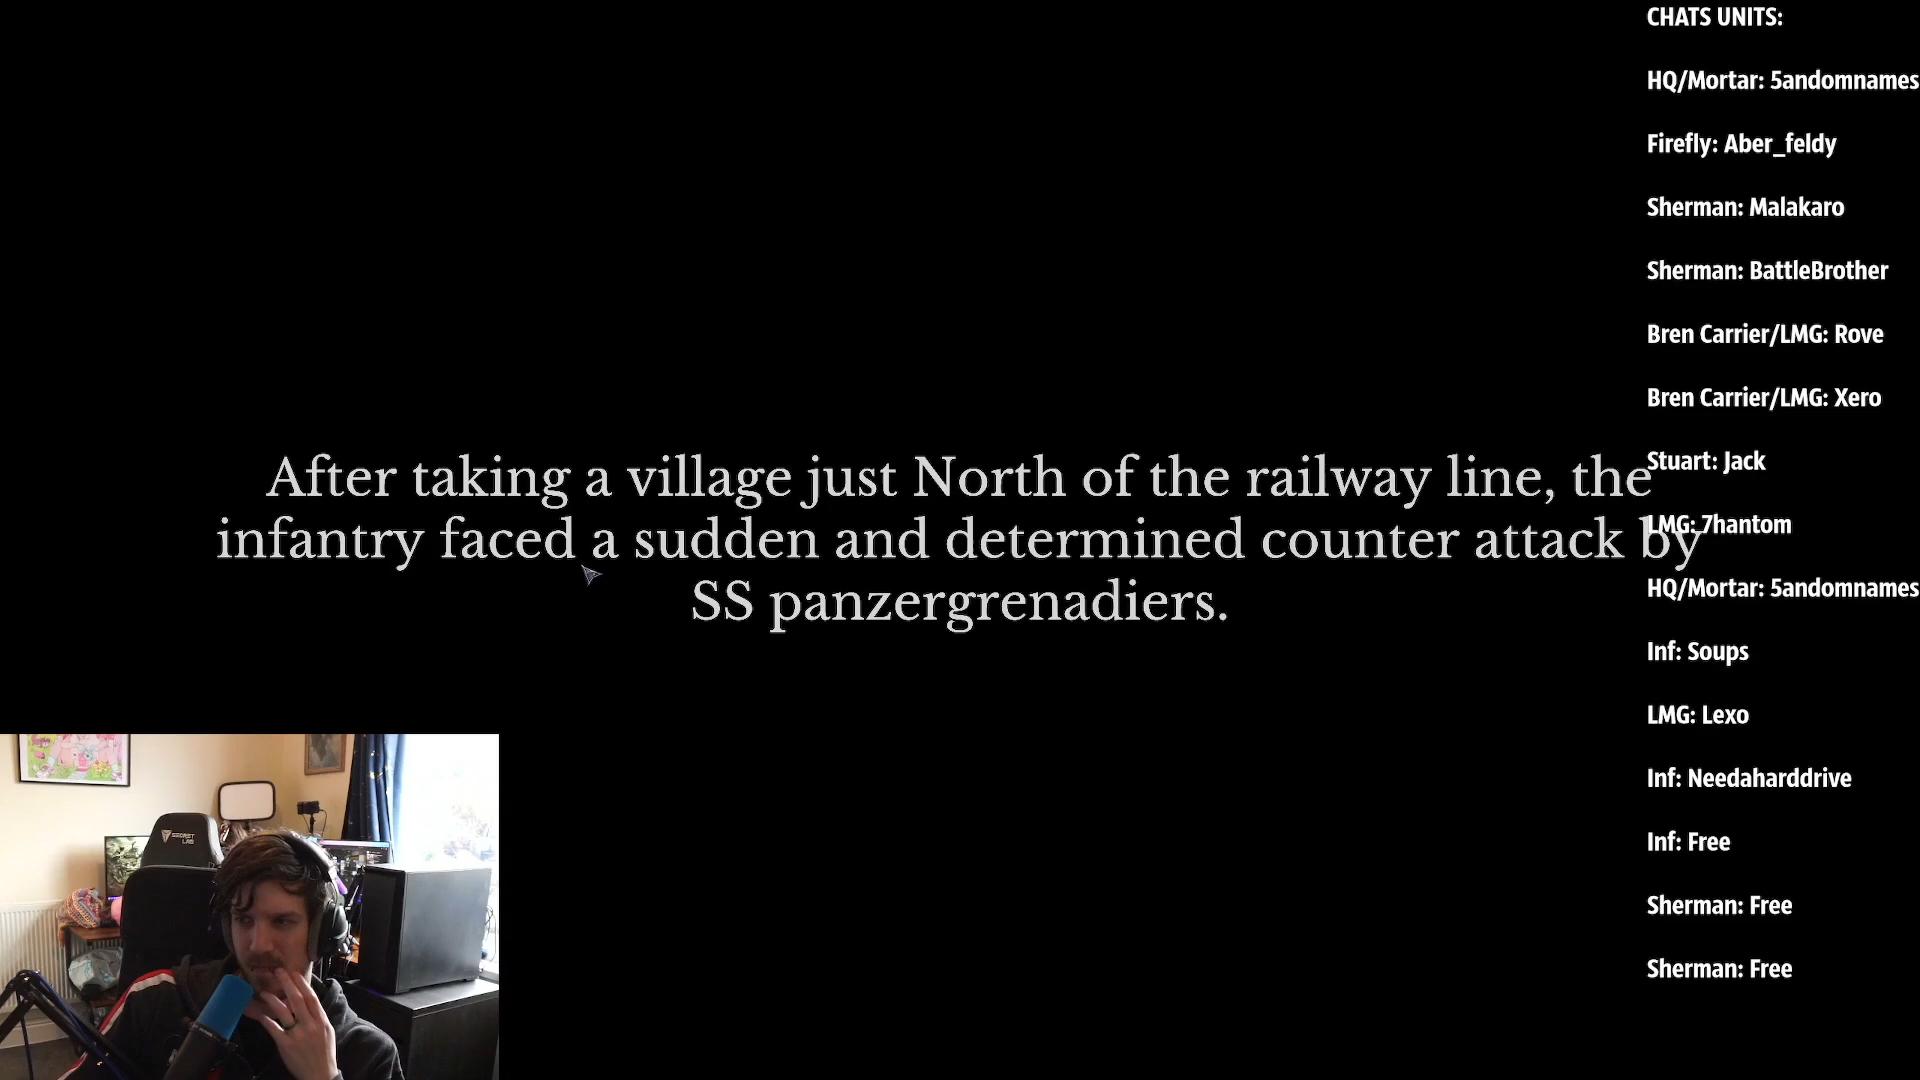 CHATS UNITS:
HQ/Mortar: 5andomnames
Firefly: Aber_feldy
Sherman: Malakaro
Sherman: BattleBrother
Bren Carrier/LMG: Rove
Bren Carrier/LMG: Xero
Stuart: Jack
LMG: 7hantom
HQ/Mortar: 5andomnames
Inf: Soups
LMG: Lexo
Inf: Needaharddrive
Inf: Free
Sherman: Free
Sherman: Free
After taking a village just North of the railway line, the
infantry faced a sudden and determined counter attack by
SS panzergrenadiers.
SECRET
LAB